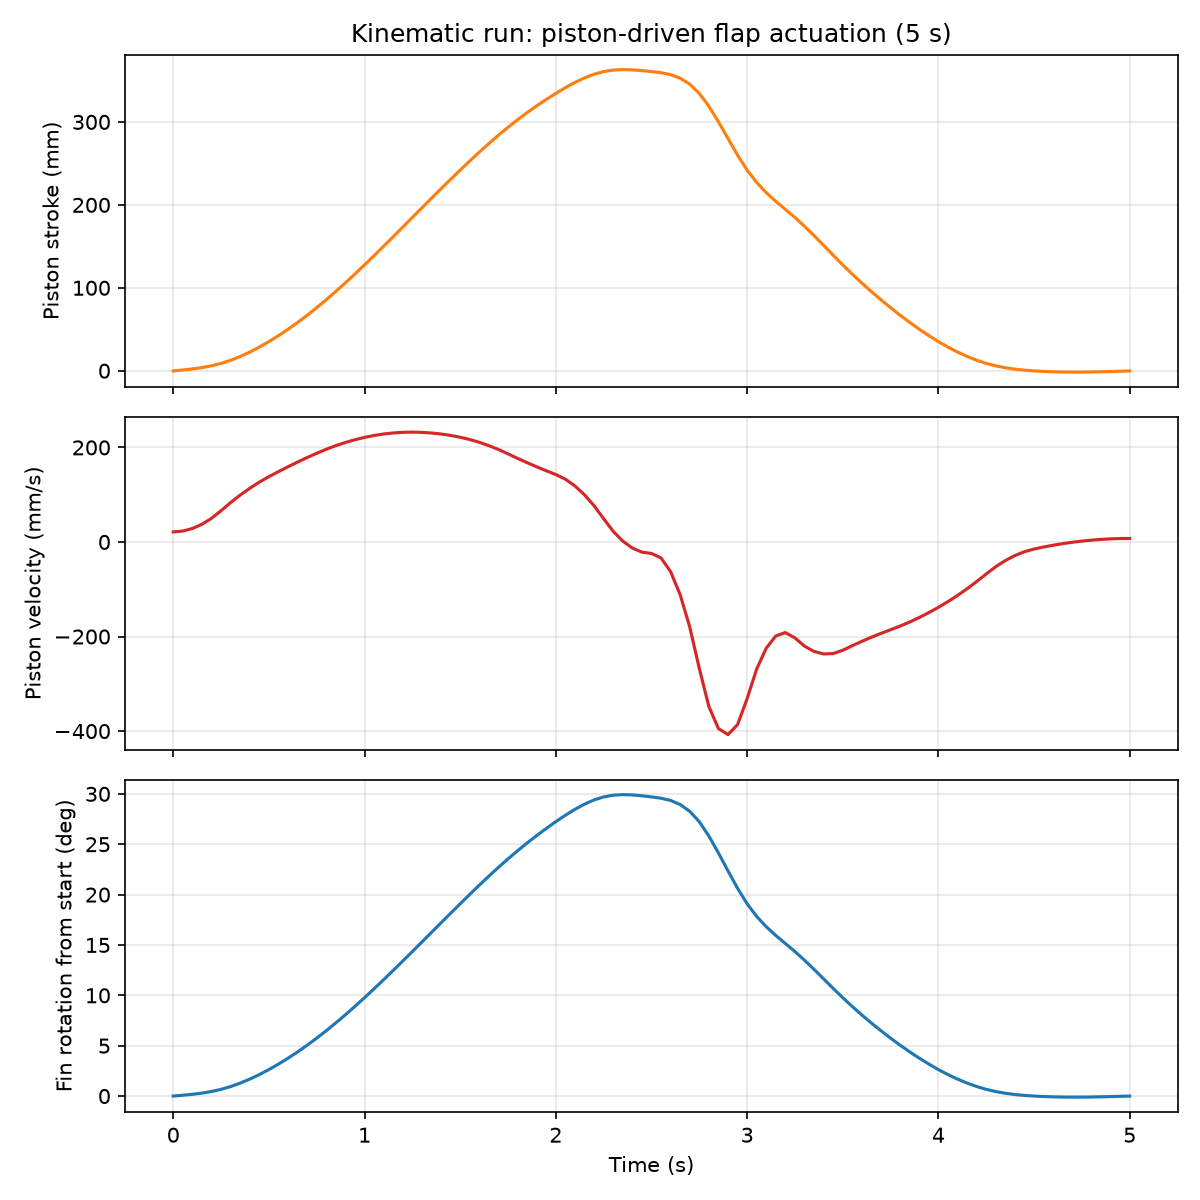 Kinematic run: piston-driven flap actuation (5 s)
Piston stroke (mm)
300
200
100
0
Piston velocity (mm/s)
200
0
−200
−400
Fin rotation from start (deg)
30
25
20
15
10
5
0
0 1 2 3 4 5
Time (s)